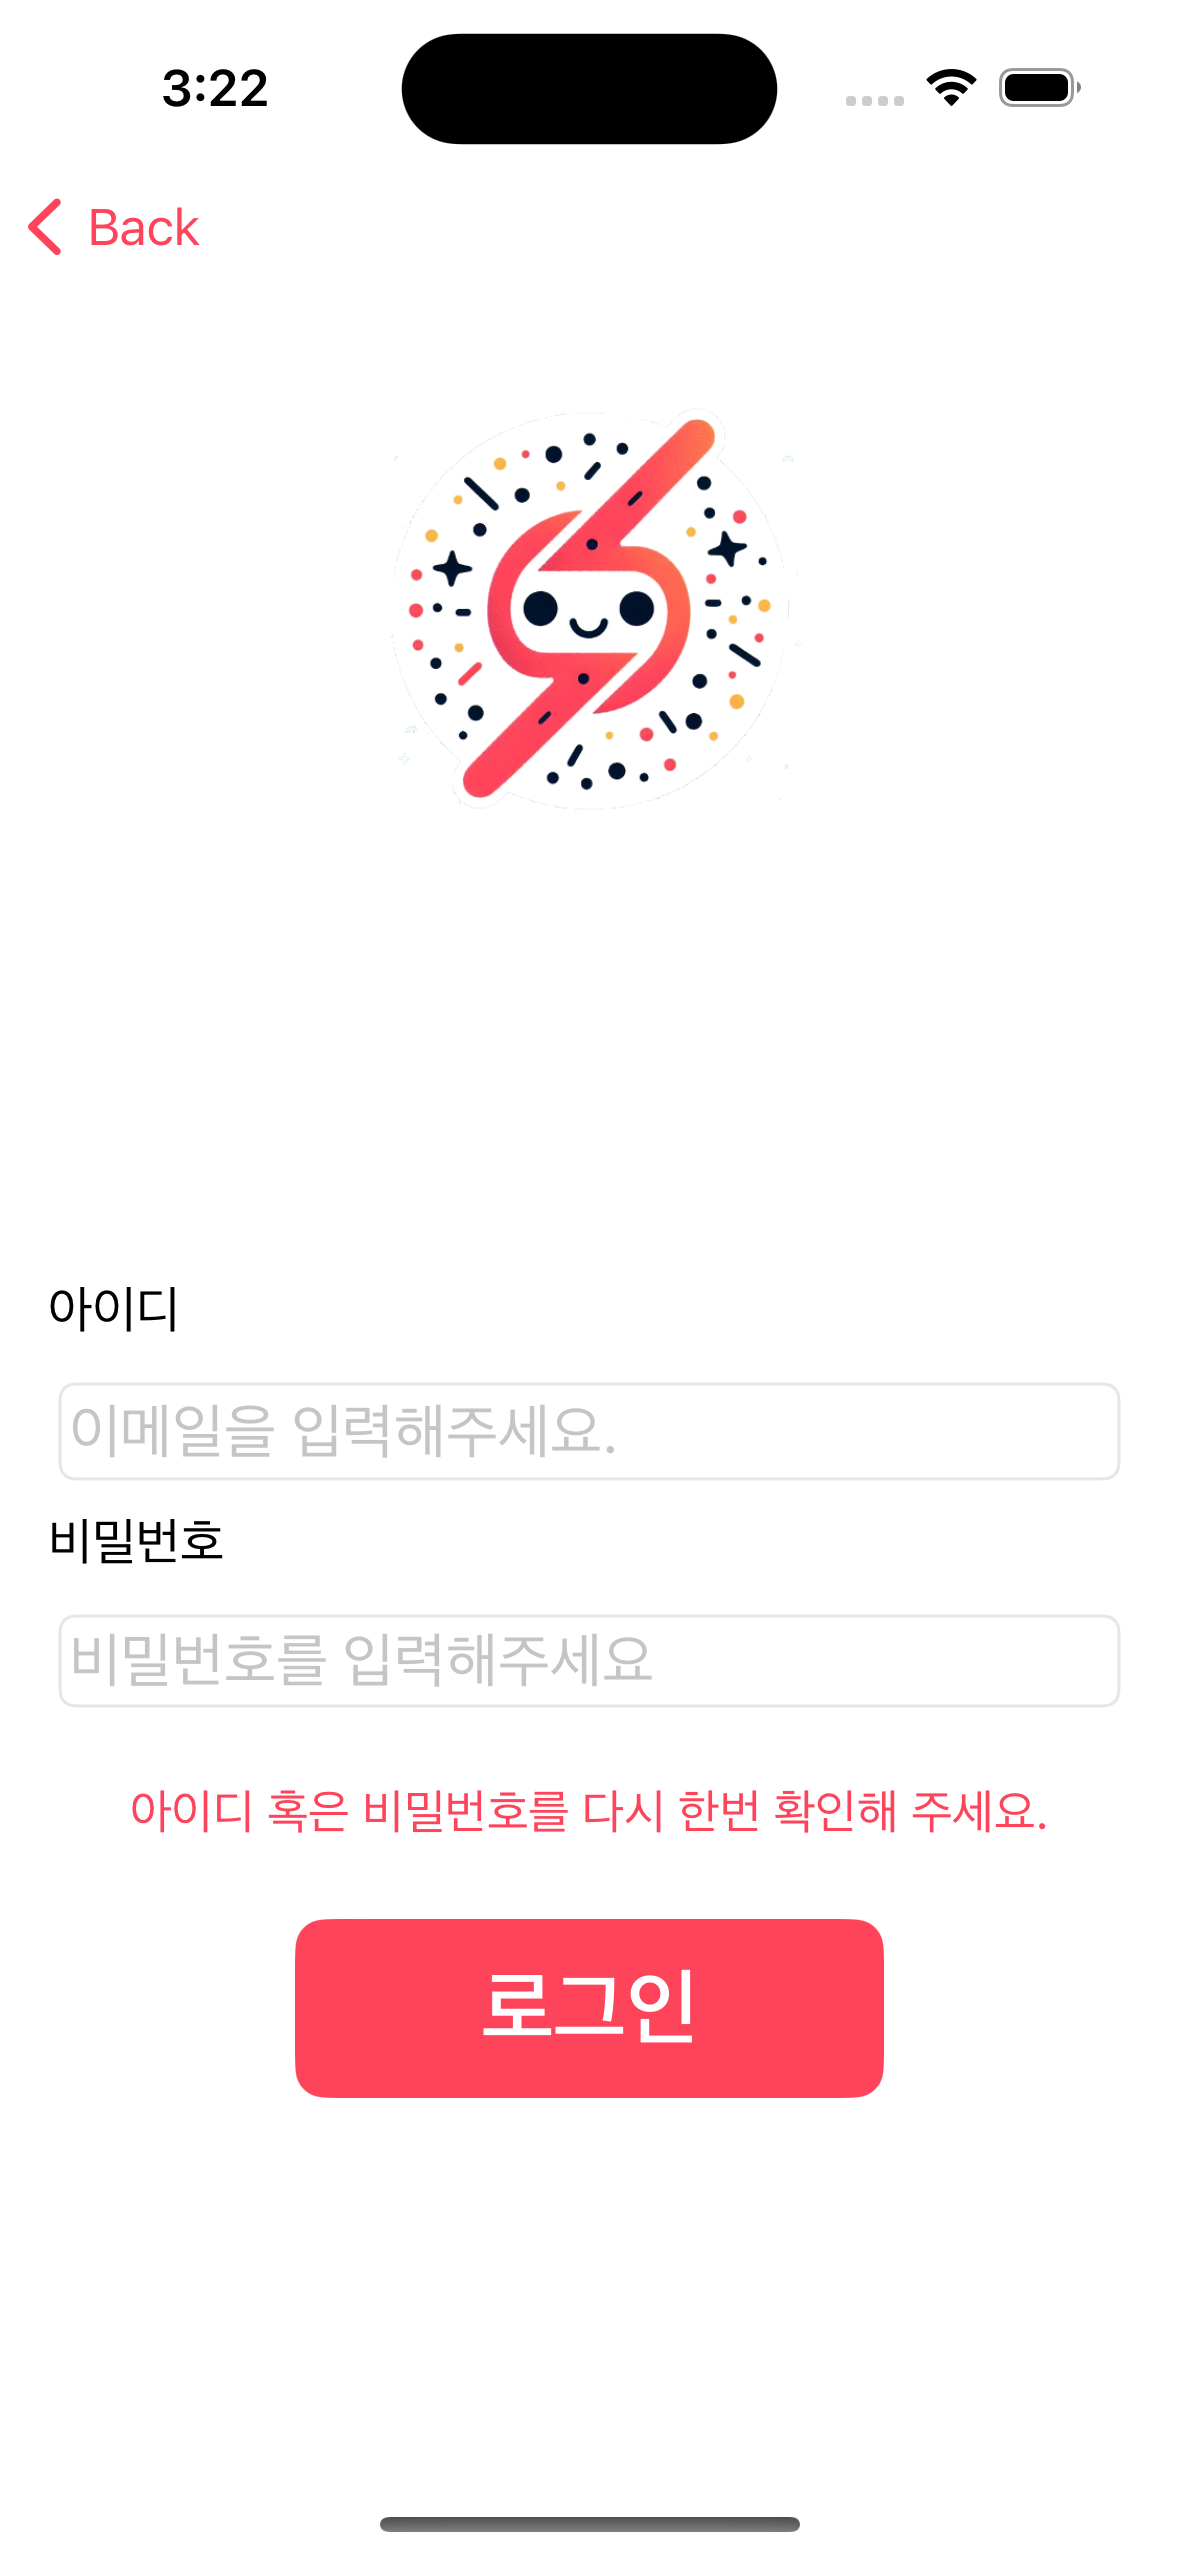 3:22
Back
아이디
이메일을 입력해주세요.
비밀번호
비밀번호를 입력해주세요
아이디 혹은 비밀번호를 다시 한번 확인해 주세요.
로그인